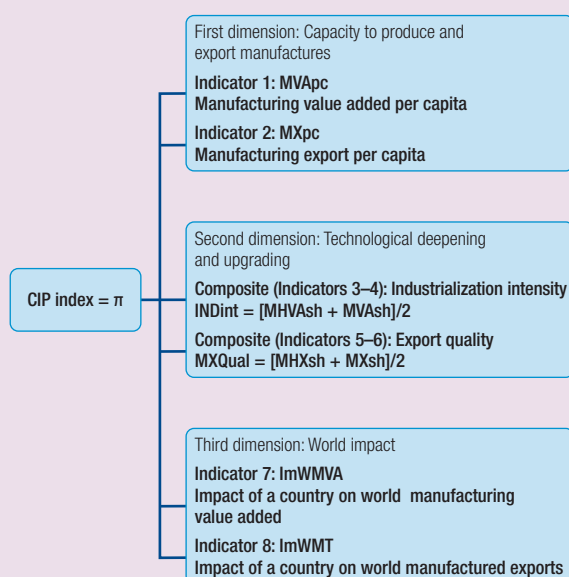 First dimension: Capacity to produce and
export manufactures
Indicator 1: MVApc
Manufacturing value added per capita
Indicator 2: MXpc
Manufacturing export per capita
CIP index = π
Second dimension: Technological deepening
and upgrading
Composite (Indicators 3–4): Industrialization intensity
INDint = [MHVAsh + MVAsh]/2
Composite (Indicators 5–6): Export quality
MXQual = [MHXsh + MXsh]/2
Third dimension: World impact
Indicator 7: ImWMVA
Impact of a country on world manufacturing
value added
Indicator 8: ImWMT
Impact of a country on world manufactured exports